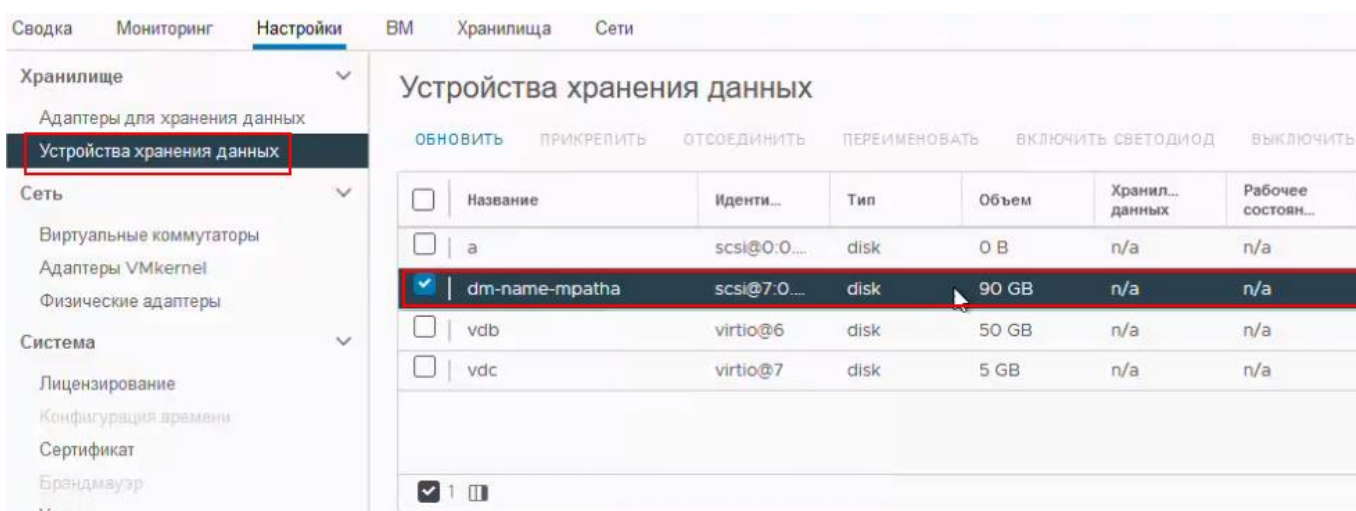 Сводка Мониторинг Настройки ВМ Хранилища Сети
Хранилище
Адаптеры для хранения данных
Устройства хранения данных
Сеть
Виртуальные коммутаторы
Адаптеры VMkernel
Физические адаптеры
Система
Лицензирование
Конфигурация времени
Сертификат
Брандмауэр
Устройства хранения данных
ОБНОВИТЬ ПРИКРЕПИТЬ ОТСОЕДИНИТЬ ПЕРЕИМЕНОВАТЬ ВКЛЮЧИТЬ СВЕТОДИОД ВЫКЛЮЧИТЬ
Название Иденти... Тип Объем Хранил... данных Рабочее состоян...
a scsi@0:0.... disk 0 B n/a n/a
dm-name-mpatha scsi@7:0.... disk 90 GB n/a n/a
vdb virtio@6 disk 50 GB n/a n/a
vdc virtio@7 disk 5 GB n/a n/a
1